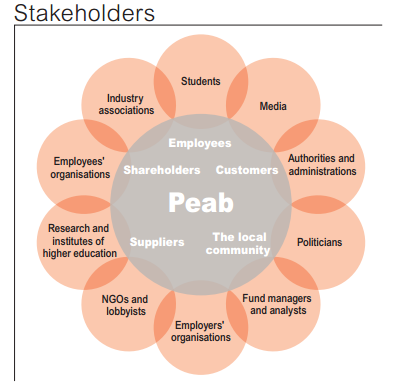 Stakeholders
Students
Industry
associations
Media
Employees
Employees'
organisations
Shareholders
Customers
Authorities and
administrations
Peab
Research and
institutes of
higher education
Suppliers
The local
community
Politicians
NGOs and
lobbyists
Fund managers
and analysts
Employers'
organisations